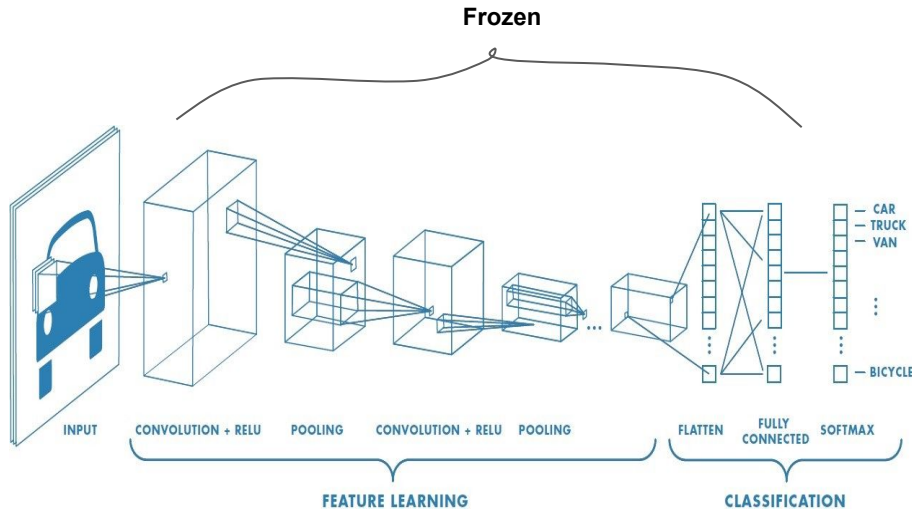 Frozen
CAR
TRUCK
VAN
BICYCLE
INPUT
CONVOLUTION + RELU
POOLING
CONVOLUTION + RELU
POOLING
FLATTEN
FULLY
CONNECTED
SOFTMAX
FEATURE LEARNING
CLASSIFICATION